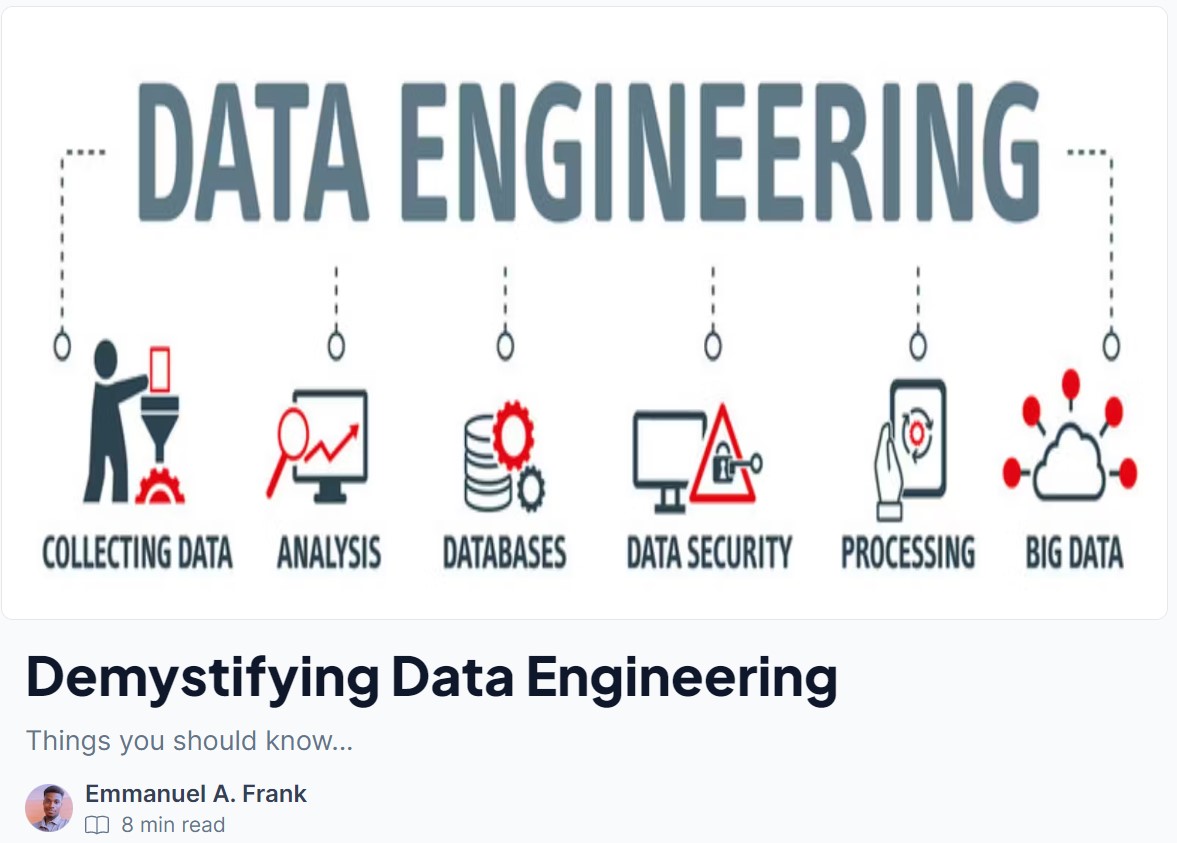 DATA ENGINEERING
COLLECTING DATA
ANALYSIS
DATABASES
DATA SECURITY
PROCESSING
BIG DATA
Demystifying Data Engineering
Things you should know...
Emmanuel A. Frank
8 min read